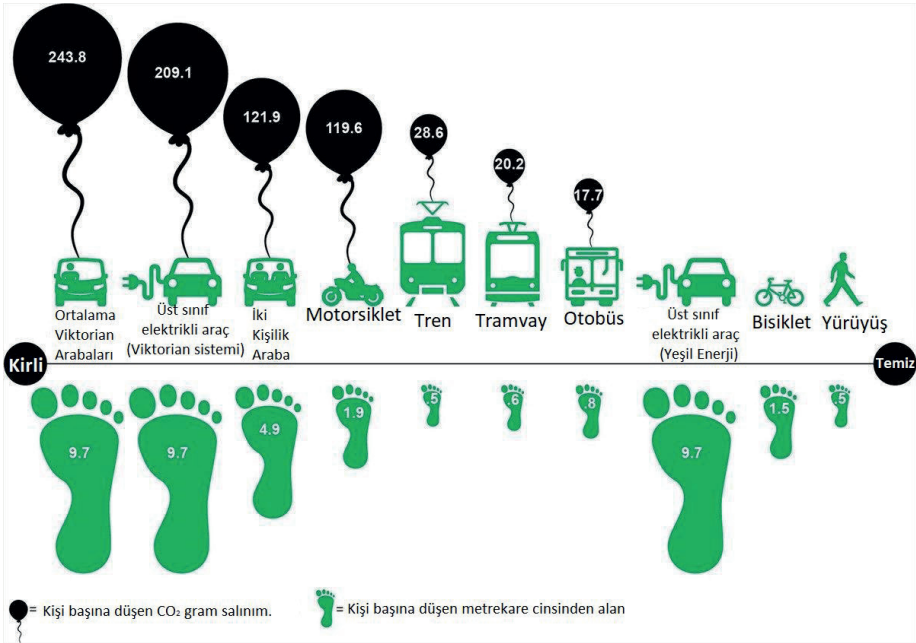 243.8
209.1
121.9
119.6
28.6
20.2
17.7
Ortalama
Viktorian
Arabaları
Üst sınıf
elektrikli araç
(Viktorian sistemi)
İki
Kişilik
Araba
Motorsiklet
Tren
Tramvay
Otobüs
Üst sınıf
elektrikli araç
(Yeşil Enerji)
Bisiklet
Yürüyüş
Kirli
Temiz
9.7
9.7
4.9
1.9
.5
.6
.8
9.7
1.5
.5
= Kişi başına düşen CO₂ gram salınım.
= Kişi başına düşen metrekare cinsinden alan